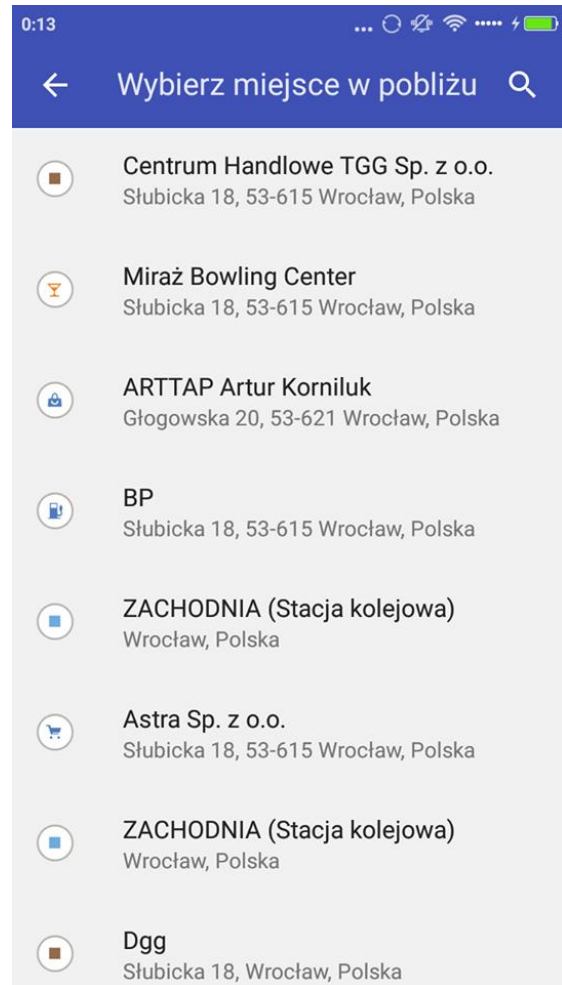 0:13
Wybierz miejsce w pobliżu
Centrum Handlowe TGG Sp. z o.o.
Słubicka 18, 53-615 Wrocław, Polska
Miraż Bowling Center
Słubicka 18, 53-615 Wrocław, Polska
ARTTAP Artur Korniluk
Głogowska 20, 53-621 Wrocław, Polska
BP
Słubicka 18, 53-615 Wrocław, Polska
ZACHODNIA (Stacja kolejowa)
Wrocław, Polska
Astra Sp. z o.o.
Słubicka 18, 53-615 Wrocław, Polska
ZACHODNIA (Stacja kolejowa)
Wrocław, Polska
Dgg
Słubicka 18, Wrocław, Polska